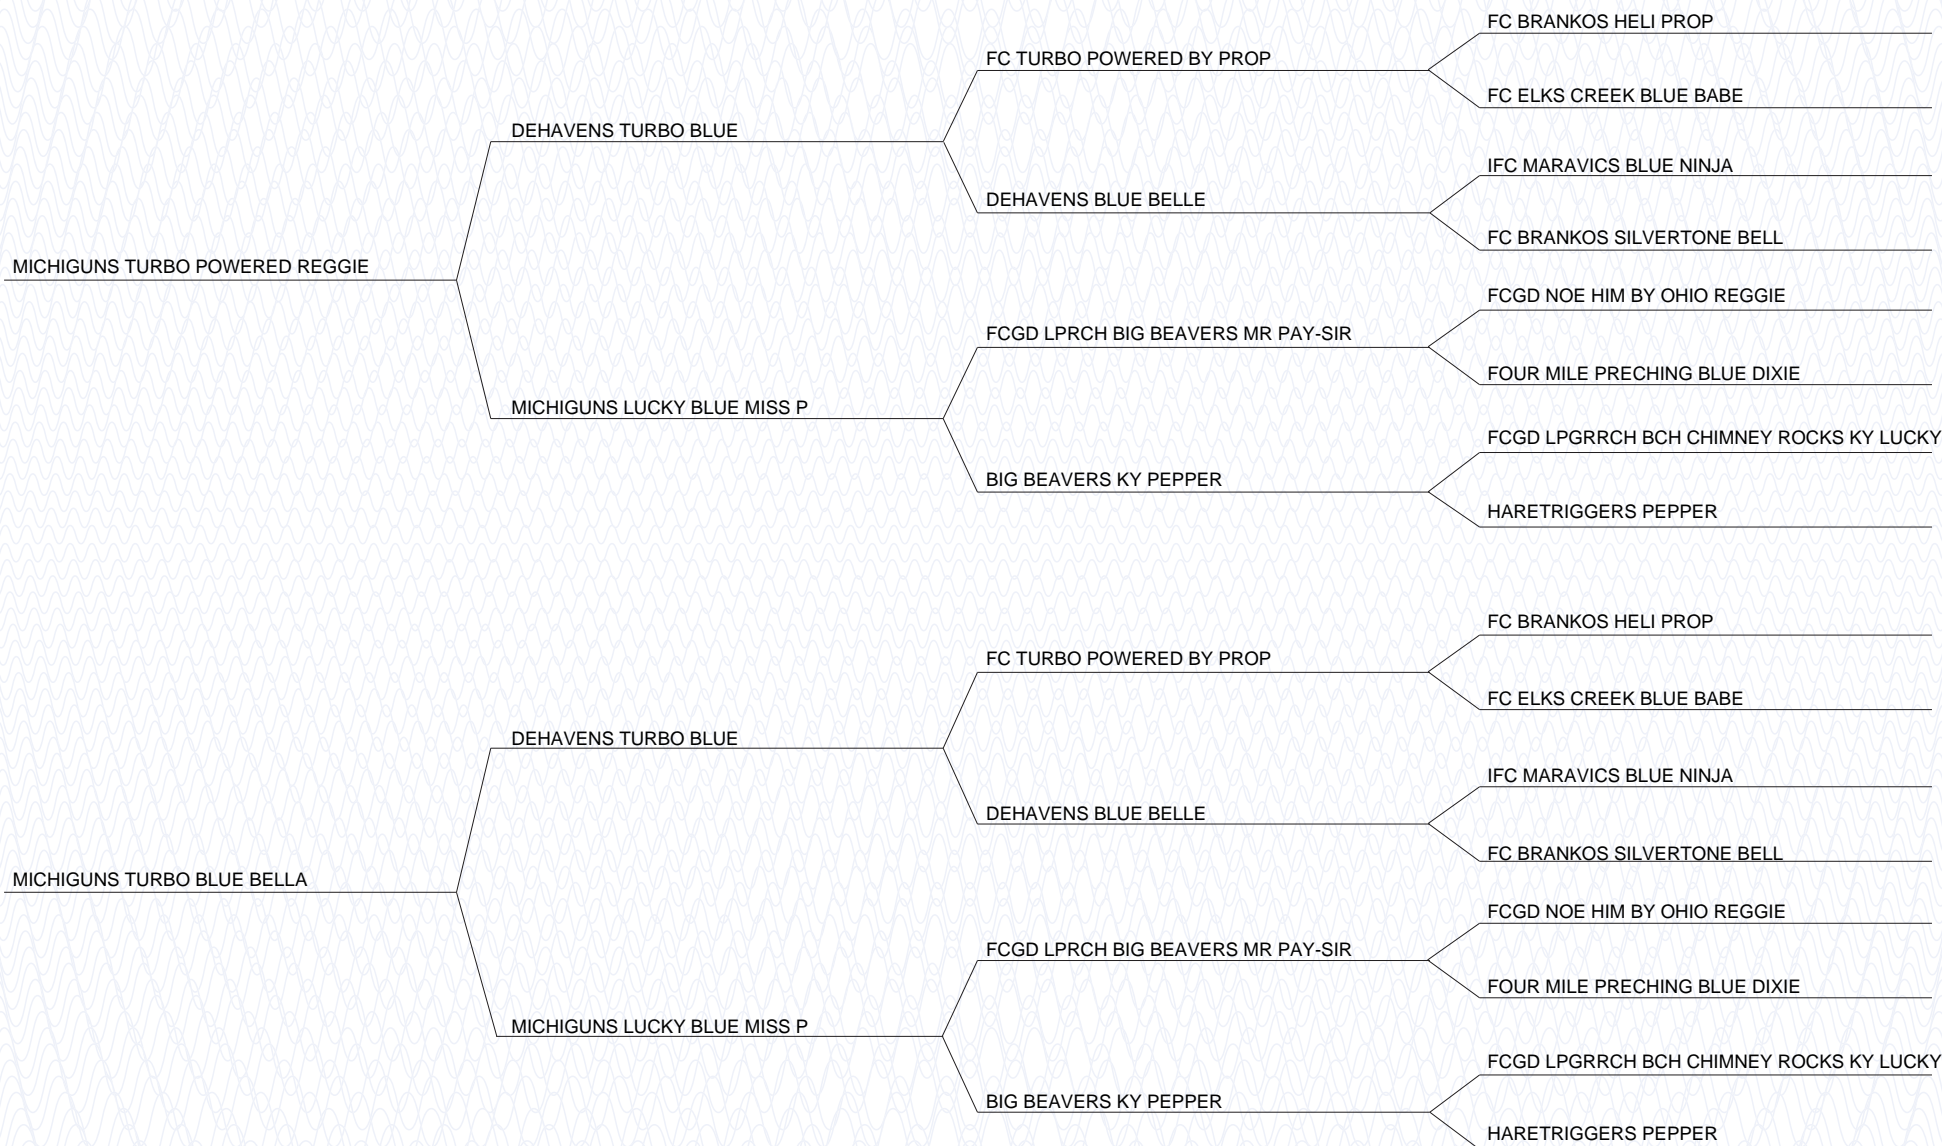 FC BRANKOS HELI PROP
FC TURBO POWERED BY PROP
FC ELKS CREEK BLUE BABE
DEHAVENS TURBO BLUE
IFC MARAVICS BLUE NINJA
DEHAVENS BLUE BELLE
FC BRANKOS SILVERTONE BELL
MICHIGUNS TURBO POWERED REGGIE
FCGD NOE HIM BY OHIO REGGIE
FCGD LPRCH BIG BEAVERS MR PAY-SIR
FOUR MILE PRECHING BLUE DIXIE
MICHIGUNS LUCKY BLUE MISS P
FCGD LPGRRCH BCH CHIMNEY ROCKS KY LUCKY
BIG BEAVERS KY PEPPER
HARETRIGGERS PEPPER
FC BRANKOS HELI PROP
FC TURBO POWERED BY PROP
FC ELKS CREEK BLUE BABE
DEHAVENS TURBO BLUE
IFC MARAVICS BLUE NINJA
DEHAVENS BLUE BELLE
FC BRANKOS SILVERTONE BELL
MICHIGUNS TURBO BLUE BELLA
FCGD NOE HIM BY OHIO REGGIE
FCGD LPRCH BIG BEAVERS MR PAY-SIR
FOUR MILE PRECHING BLUE DIXIE
MICHIGUNS LUCKY BLUE MISS P
FCGD LPGRRCH BCH CHIMNEY ROCKS KY LUCKY
BIG BEAVERS KY PEPPER
HARETRIGGERS PEPPER